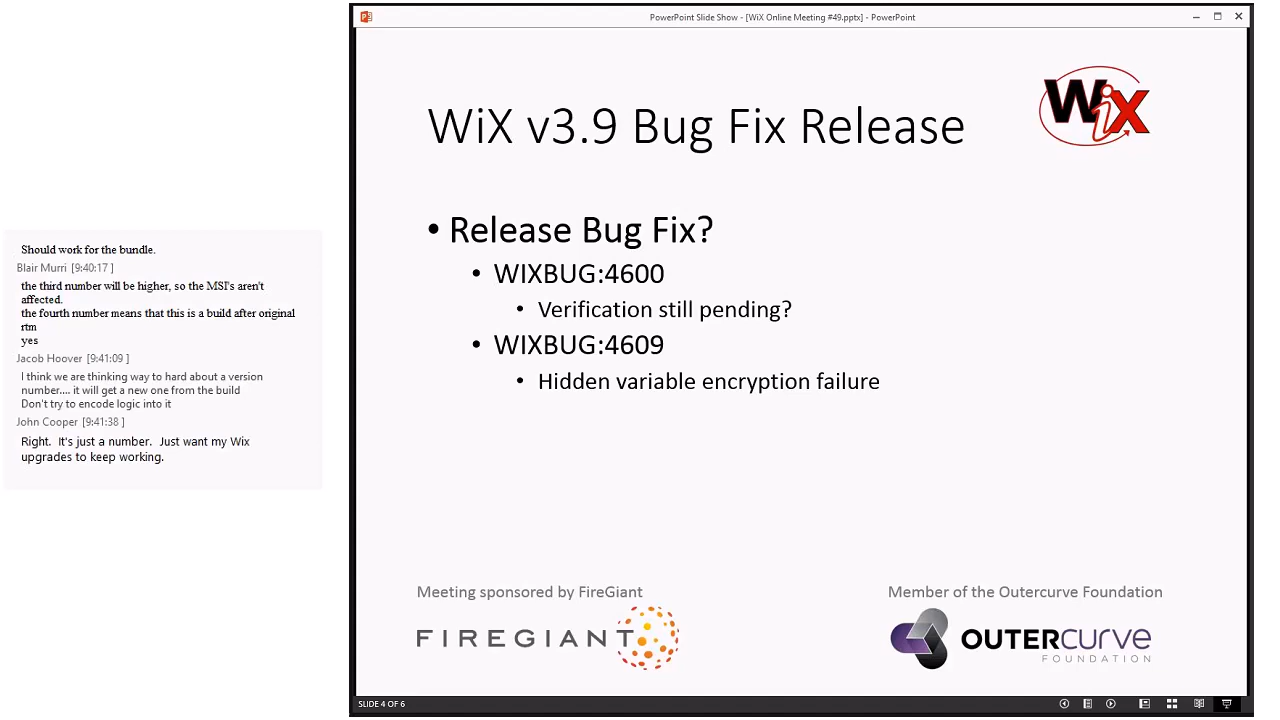 Should work for the bundle.
Blair Murri [9:40:17 ]
the third number will be higher, so the MSI's aren't
affected.
the fourth number means that this is a build after original
rtm
yes
Jacob Hoover [9:41:09 ]
I think we are thinking way to hard about a version
number.... it will get a new one from the build
Don't try to encode logic into it
John Cooper [9:41:38 ]
Right.  It's just a number.  Just want my Wix
upgrades to keep working.
PowerPoint Slide Show - [WiX Online Meeting #49.pptx] - PowerPoint
WiX
WiX v3.9 Bug Fix Release
• Release Bug Fix?
• WIXBUG:4600
• Verification still pending?
• WIXBUG:4609
• Hidden variable encryption failure
Meeting sponsored by FireGiant
FIREGIANT
Member of the Outercurve Foundation
OUTERCURVE
FOUNDATION
SLIDE 4 OF 6